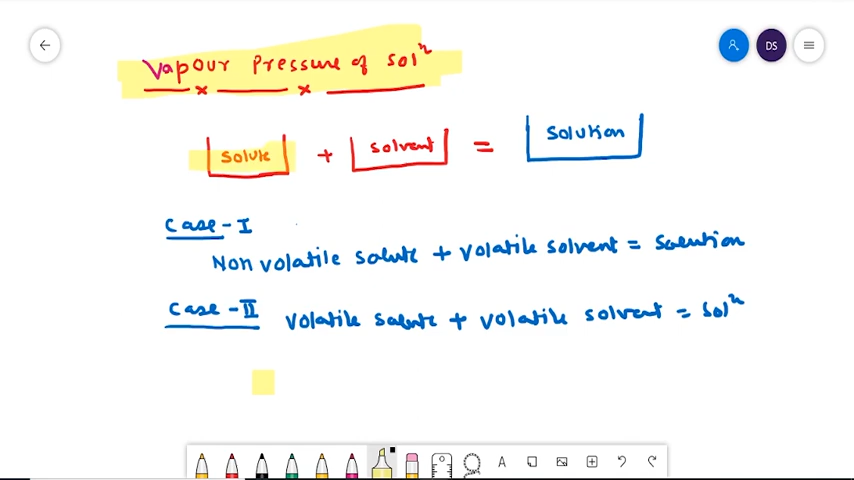 Vapour Pressure of Solⁿ
Solute + Solvent = Solution
Case-I
Non volatile Solute + volatile Solvent = Solution
Case-II volatile Solute + volatile Solvent = Solⁿ
DS
A